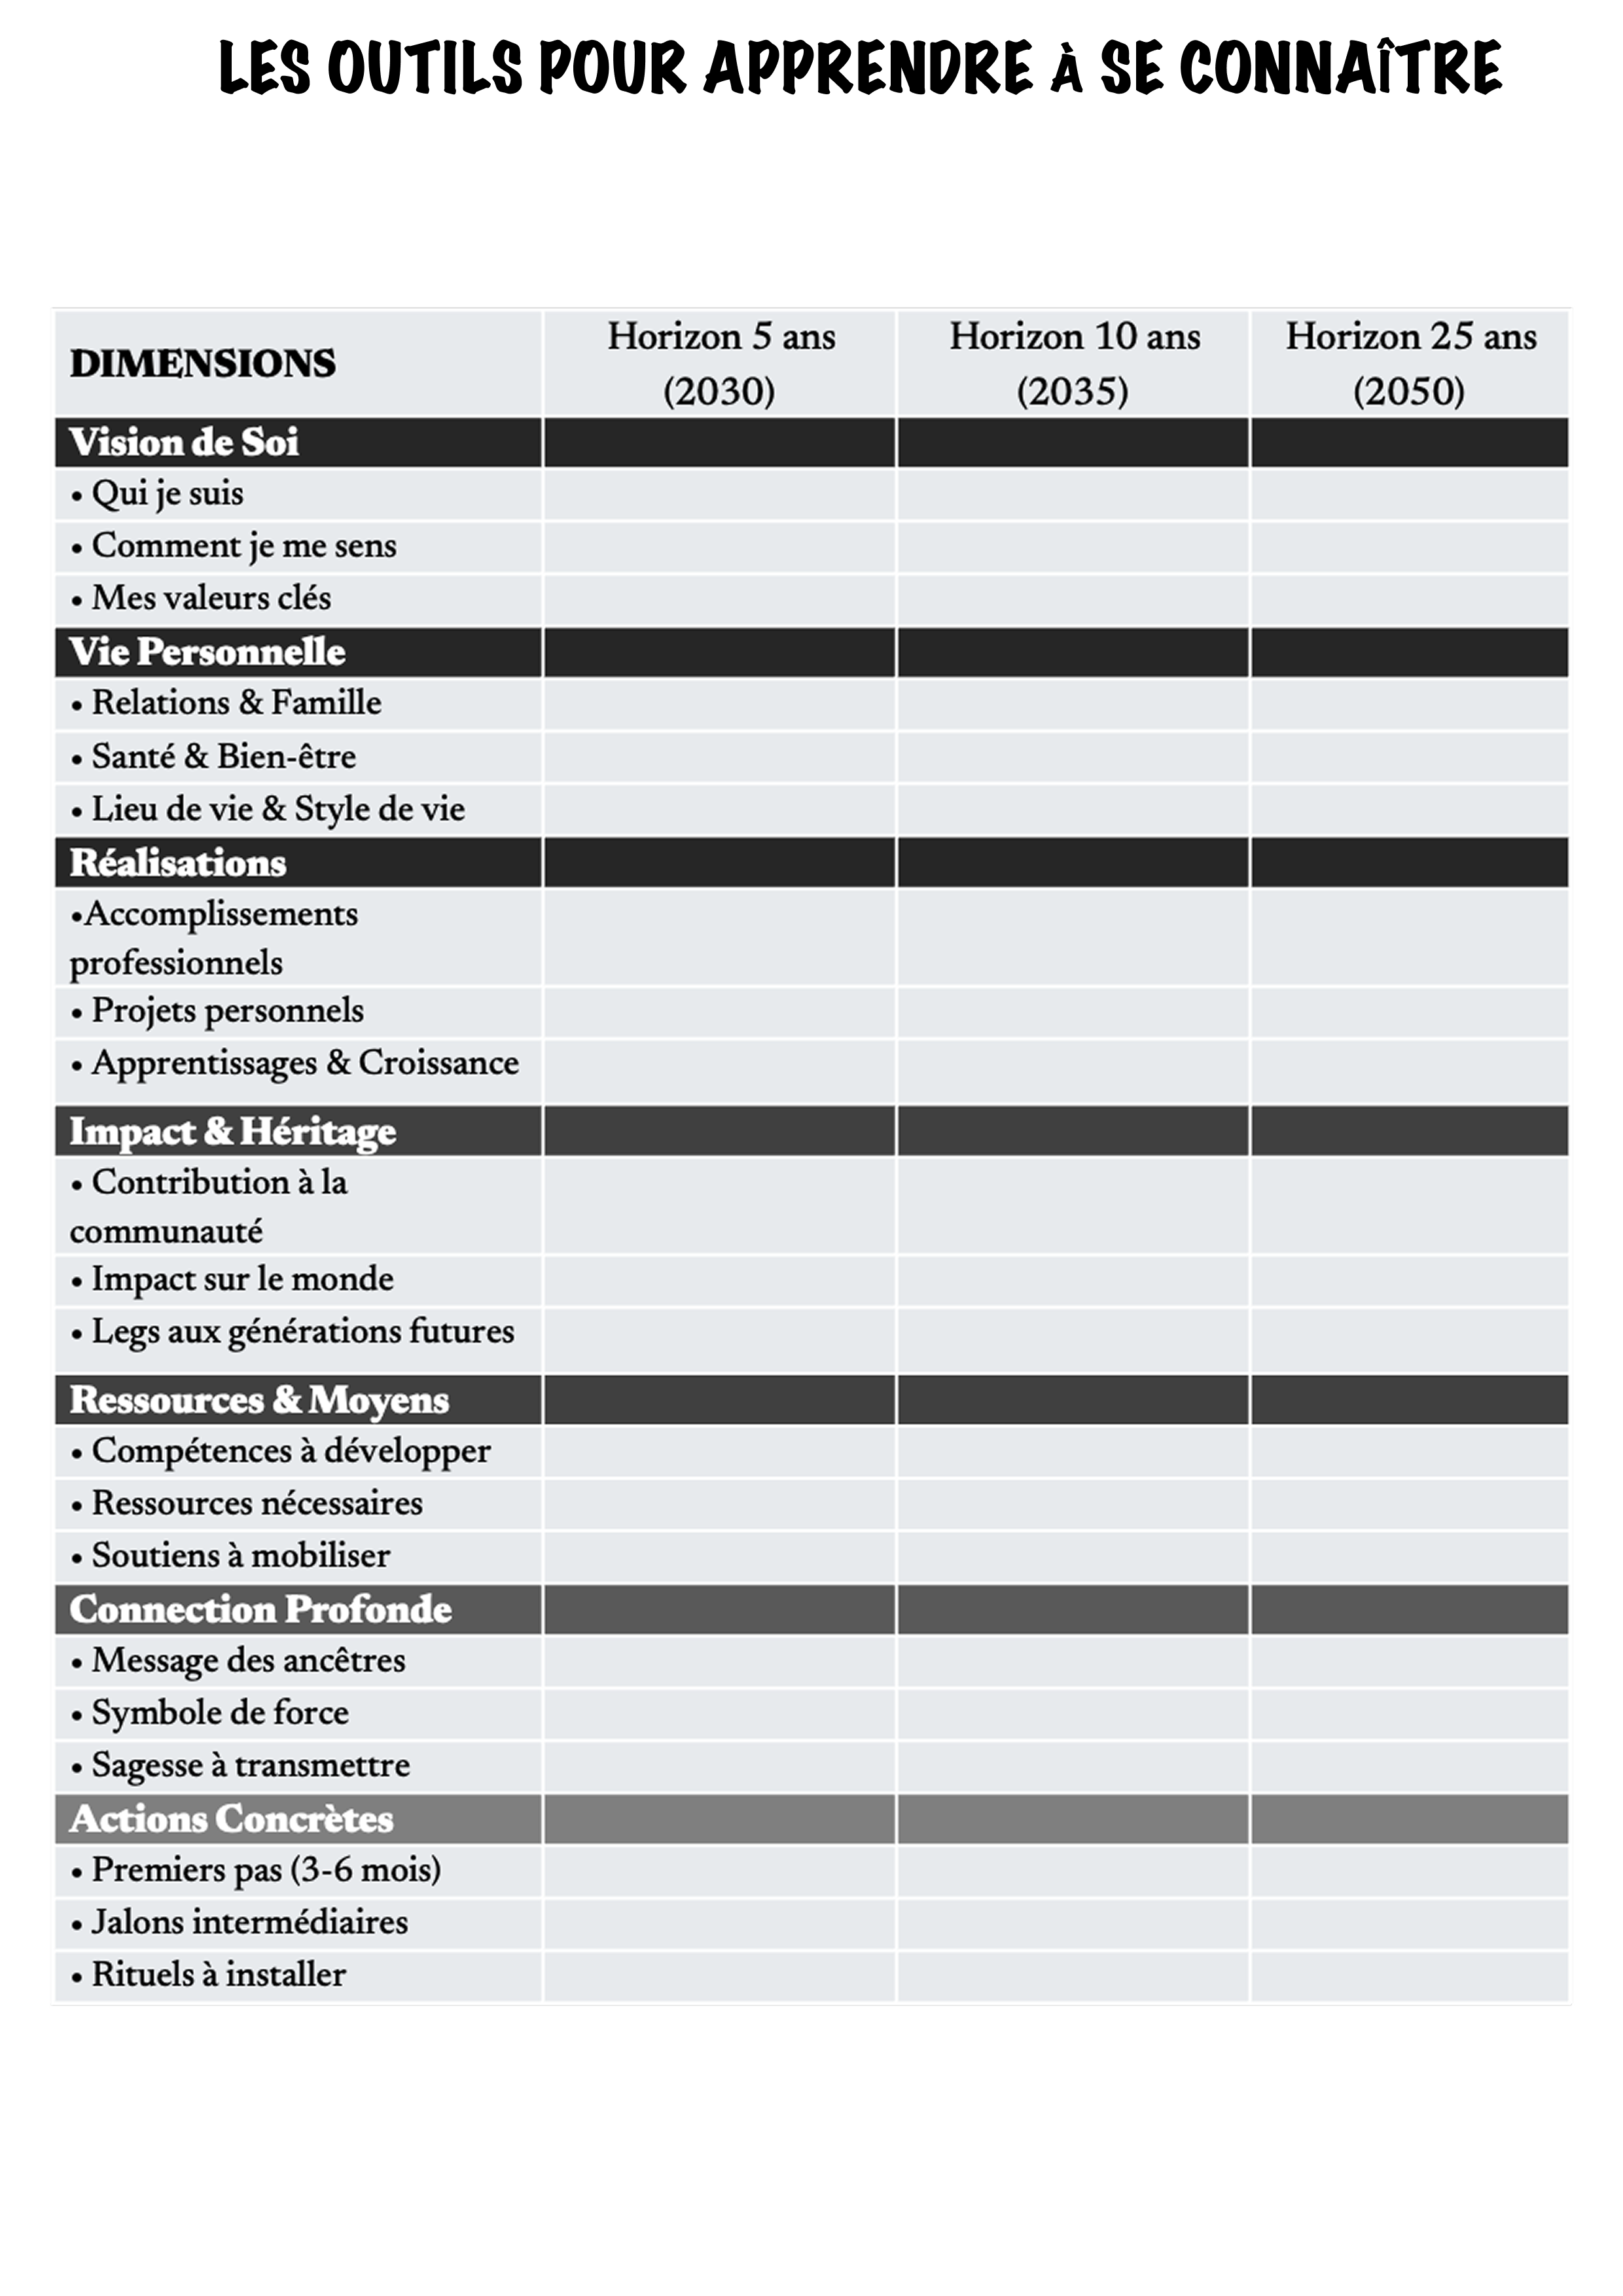 LES OUTILS POUR APPRENDRE À SE CONNAÎTRE
DIMENSIONS
Horizon 5 ans
(2030)
Horizon 10 ans
(2035)
Horizon 25 ans
(2050)
Vision de Soi
• Qui je suis
• Comment je me sens
• Mes valeurs clés
Vie Personnelle
• Relations & Famille
• Santé & Bien-être
• Lieu de vie & Style de vie
Réalisations
•Accomplissements
professionnels
• Projets personnels
• Apprentissages & Croissance
Impact & Héritage
• Contribution à la
communauté
• Impact sur le monde
• Legs aux générations futures
Ressources & Moyens
• Compétences à développer
• Ressources nécessaires
• Soutiens à mobiliser
Connection Profonde
• Message des ancêtres
• Symbole de force
• Sagesse à transmettre
Actions Concrètes
• Premiers pas (3-6 mois)
• Jalons intermédiaires
• Rituels à installer